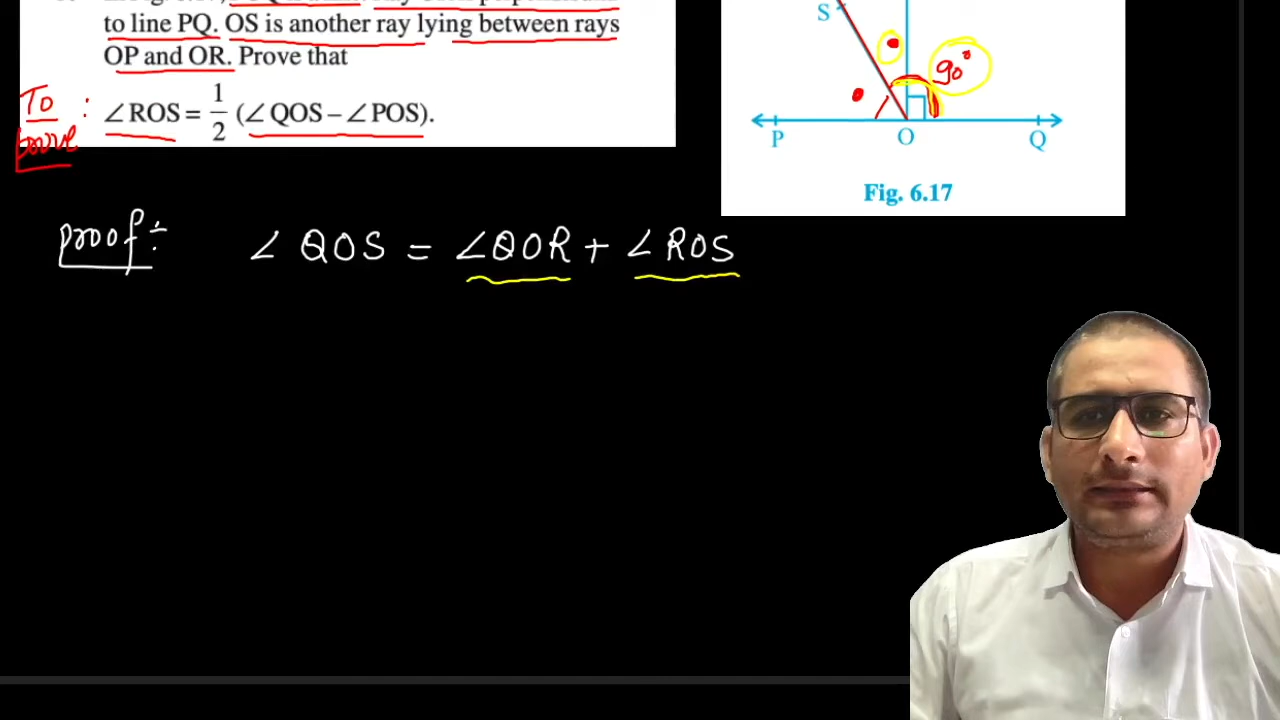 to line PQ. OS is another ray lying between rays
OP and OR. Prove that
To prove :
∠ROS = 1/2 (∠QOS – ∠POS).
S
90°
P
O
Q
Fig. 6.17
Proof :-
∠QOS = ∠QOR + ∠ROS